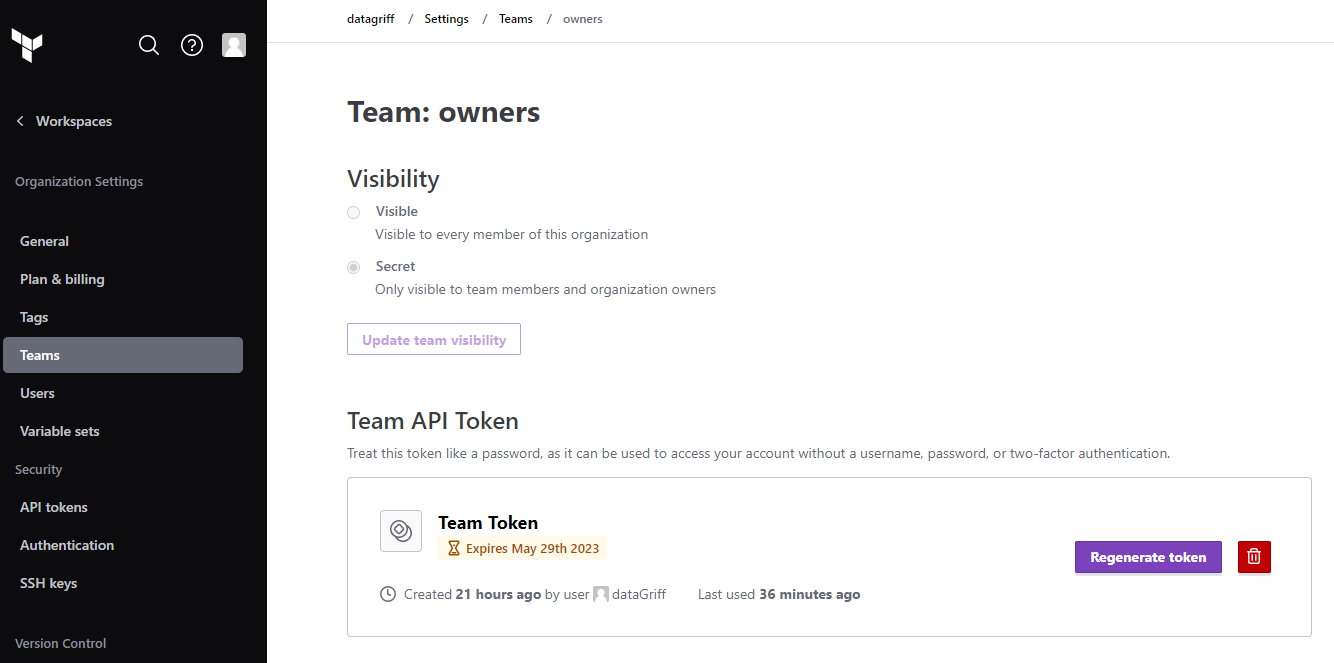 datagriff / Settings / Teams / owners
Workspaces
Organization Settings
General
Plan & billing
Tags
Teams
Users
Variable sets
Security
API tokens
Authentication
SSH keys
Version Control
Team: owners
Visibility
Visible
Visible to every member of this organization
Secret
Only visible to team members and organization owners
Update team visibility
Team API Token
Treat this token like a password, as it can be used to access your account without a username, password, or two-factor authentication.
Team Token
Expires May 29th 2023
Regenerate token
Created 21 hours ago by user dataGriff Last used 36 minutes ago